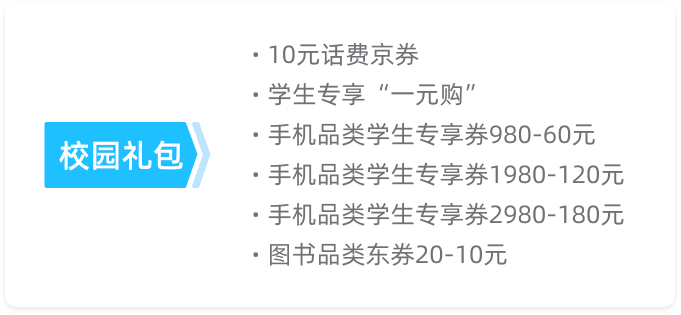 校园礼包
· 10元话费京券
· 学生专享“一元购”
· 手机品类学生专享券980-60元
· 手机品类学生专享券1980-120元
· 手机品类学生专享券2980-180元
· 图书品类东券20-10元